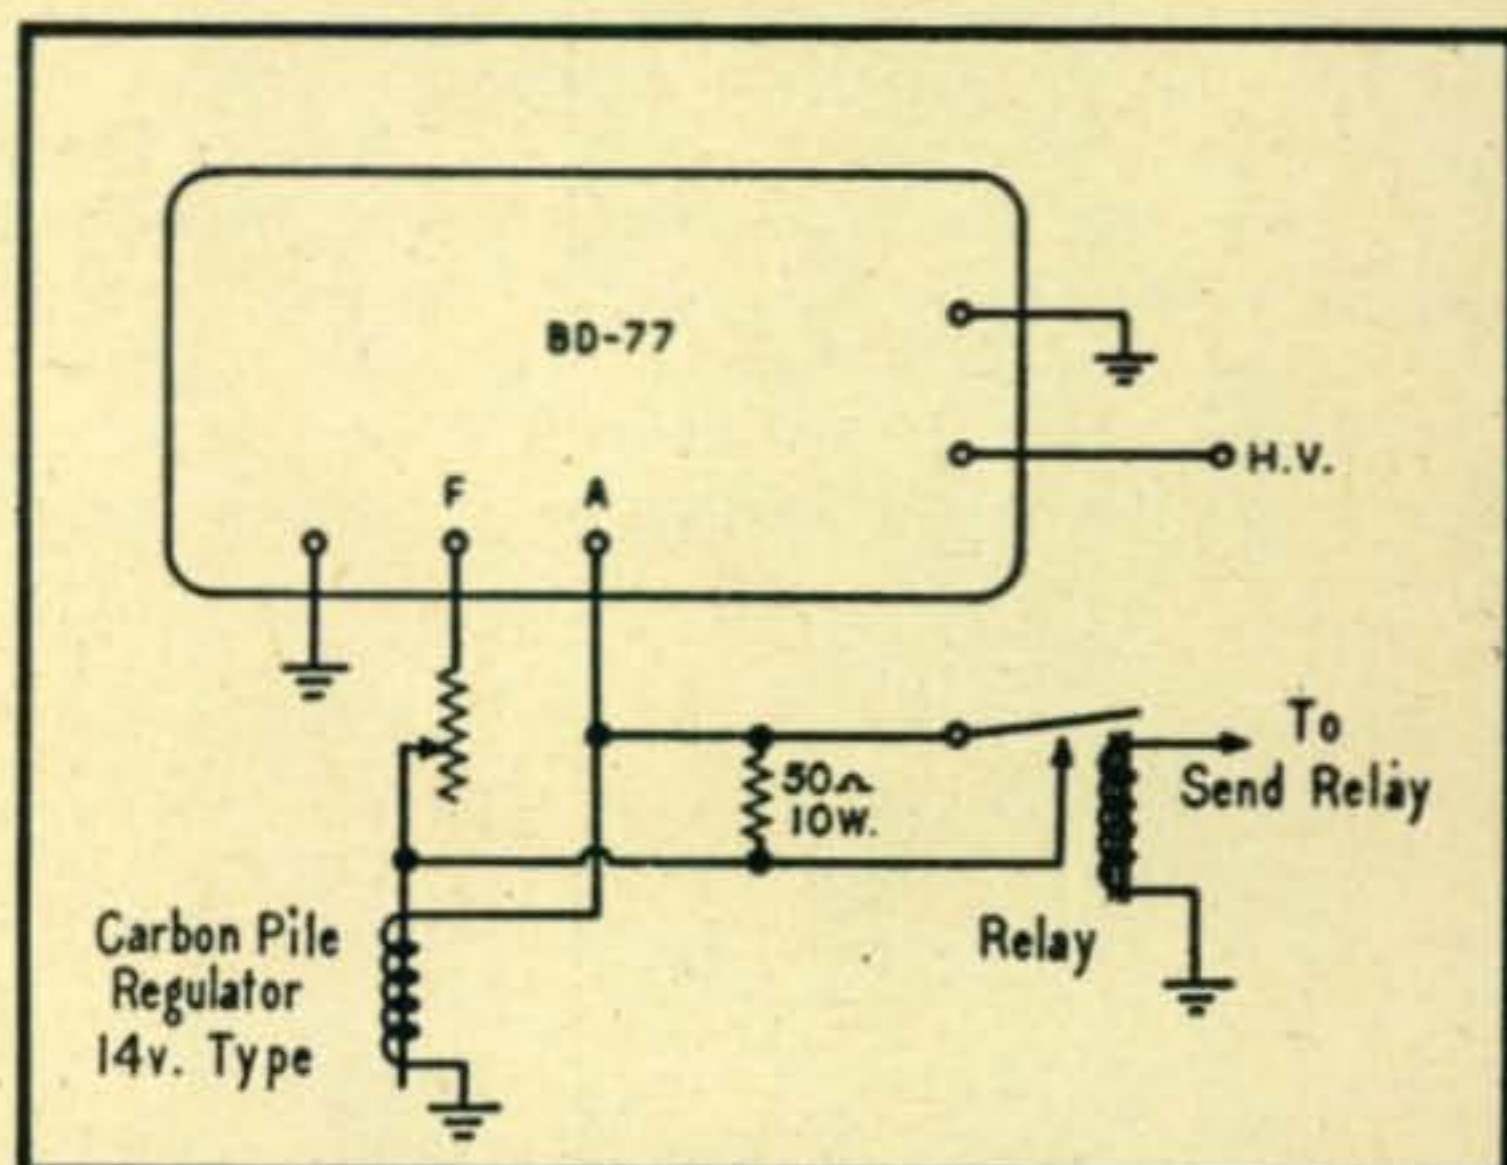 BD-77
H.V.
F A
50Ω
10W.
To
Send Relay
Relay
Carbon Pile
Regulator
14v. Type